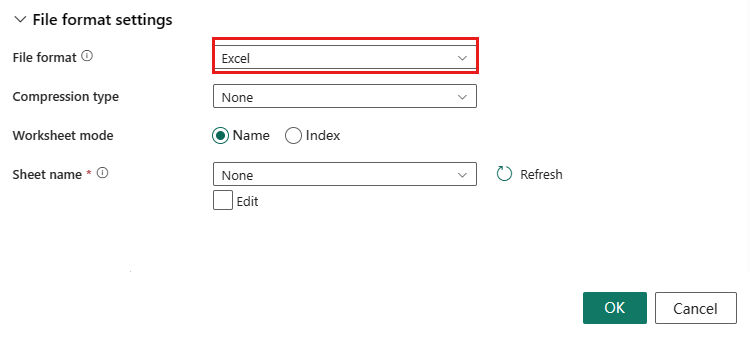 File format settings
File format
Excel
Compression type
None
Worksheet mode
Name Index
Sheet name *
None
Refresh
Edit
OK Cancel